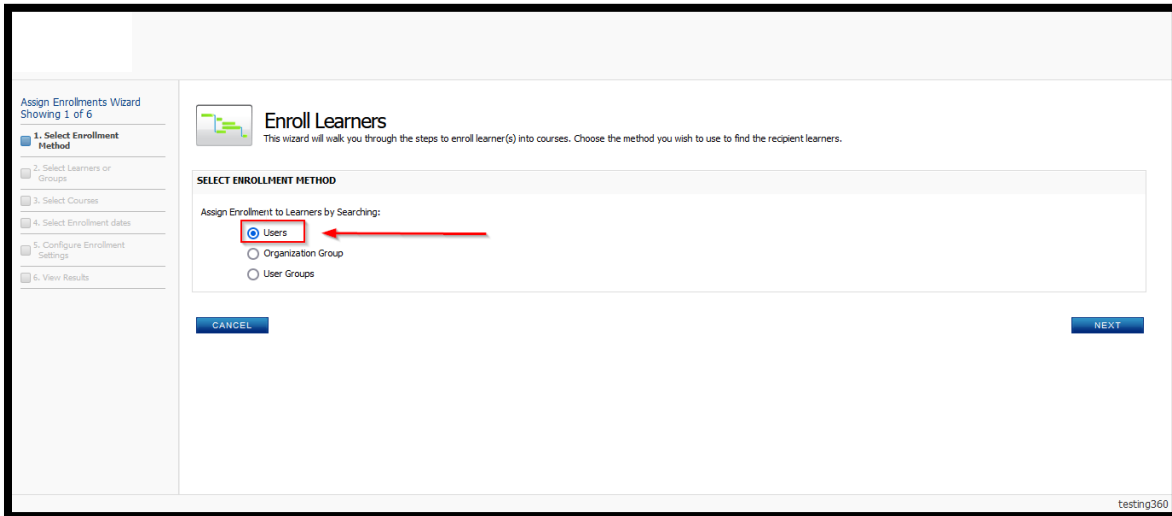 Assign Enrollments Wizard
Showing 1 of 6
1. Select Enrollment
Method
2. Select Learners or
Groups
3. Select Courses
4. Select Enrollment dates
5. Configure Enrollment
Settings
6. View Results
Enroll Learners
This wizard will walk you through the steps to enroll learner(s) into courses. Choose the method you wish to use to find the recipient learners.
SELECT ENROLLMENT METHOD
Assign Enrollment to Learners by Searching:
Users
Organization Group
User Groups
CANCEL
NEXT
testing360